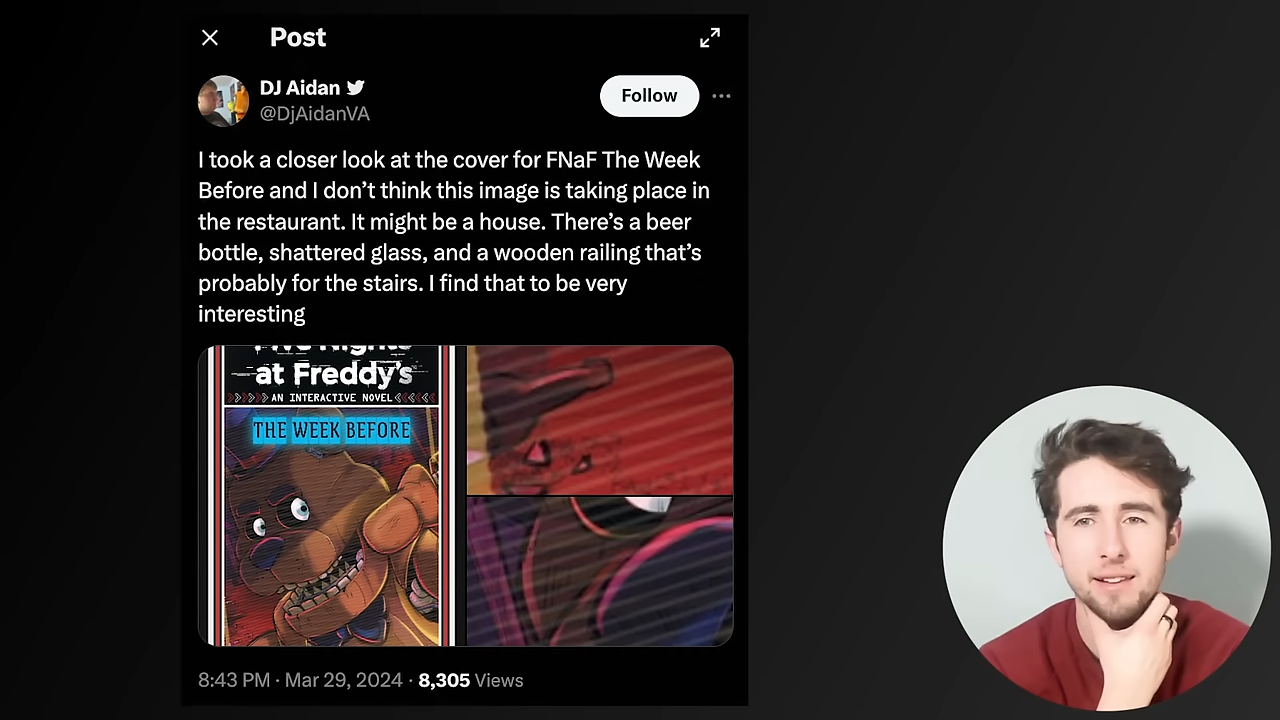 Post
DJ Aidan
@DjAidanVA
Follow
I took a closer look at the cover for FNaF The Week
Before and I don’t think this image is taking place in
the restaurant. It might be a house. There’s a beer
bottle, shattered glass, and a wooden railing that’s
probably for the stairs. I find that to be very
interesting
Five Nights
at Freddy's
AN INTERACTIVE NOVEL
THE WEEK BEFORE
8:43 PM · Mar 29, 2024 · 8,305 Views